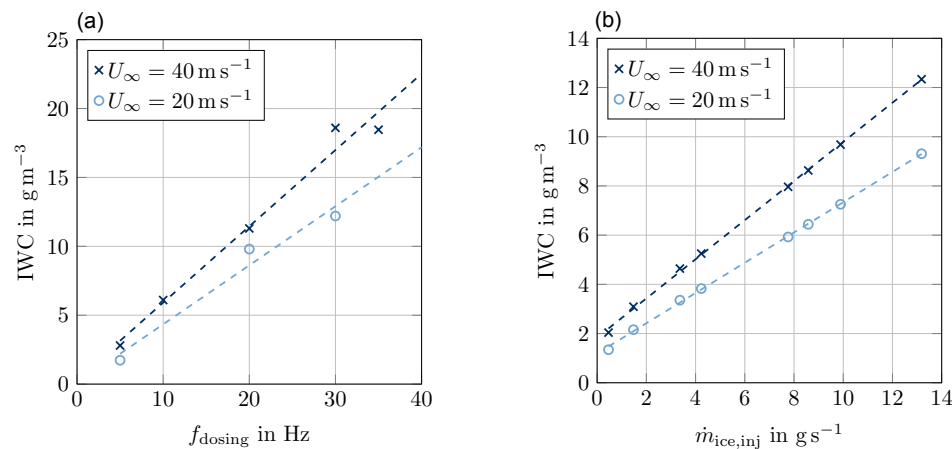 (a)
25
20
15
10
5
0
IWC in g m⁻³
× U∞ = 40 m s⁻¹
○ U∞ = 20 m s⁻¹
0 10 20 30 40
f_dosing in Hz
(b)
14
12
10
8
6
4
2
0
IWC in g m⁻³
× U∞ = 40 m s⁻¹
○ U∞ = 20 m s⁻¹
0 2 4 6 8 10 12 14
ṁ_ice,inj in g s⁻¹